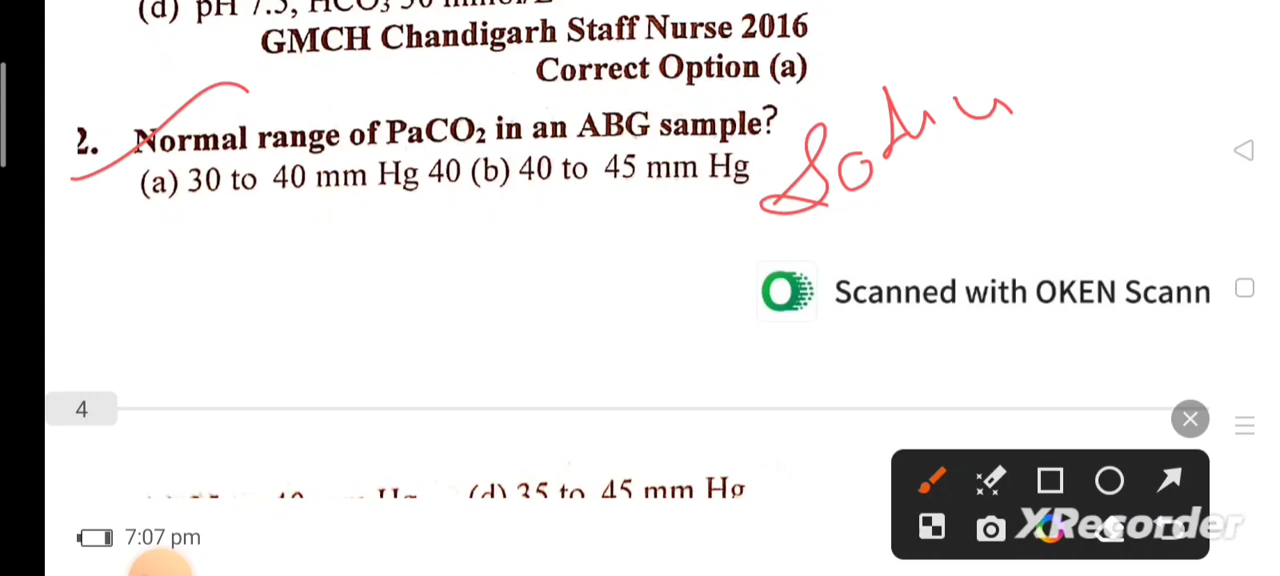 GMCH Chandigarh Staff Nurse 2016
Correct Option (a)
2. Normal range of PaCO₂ in an ABG sample?
(a) 30 to 40 mm Hg 40 (b) 40 to 45 mm Hg
Scanned with OKEN Scann
4
(d) 35 to 45 mm Hg
7:07 pm
XRecorder